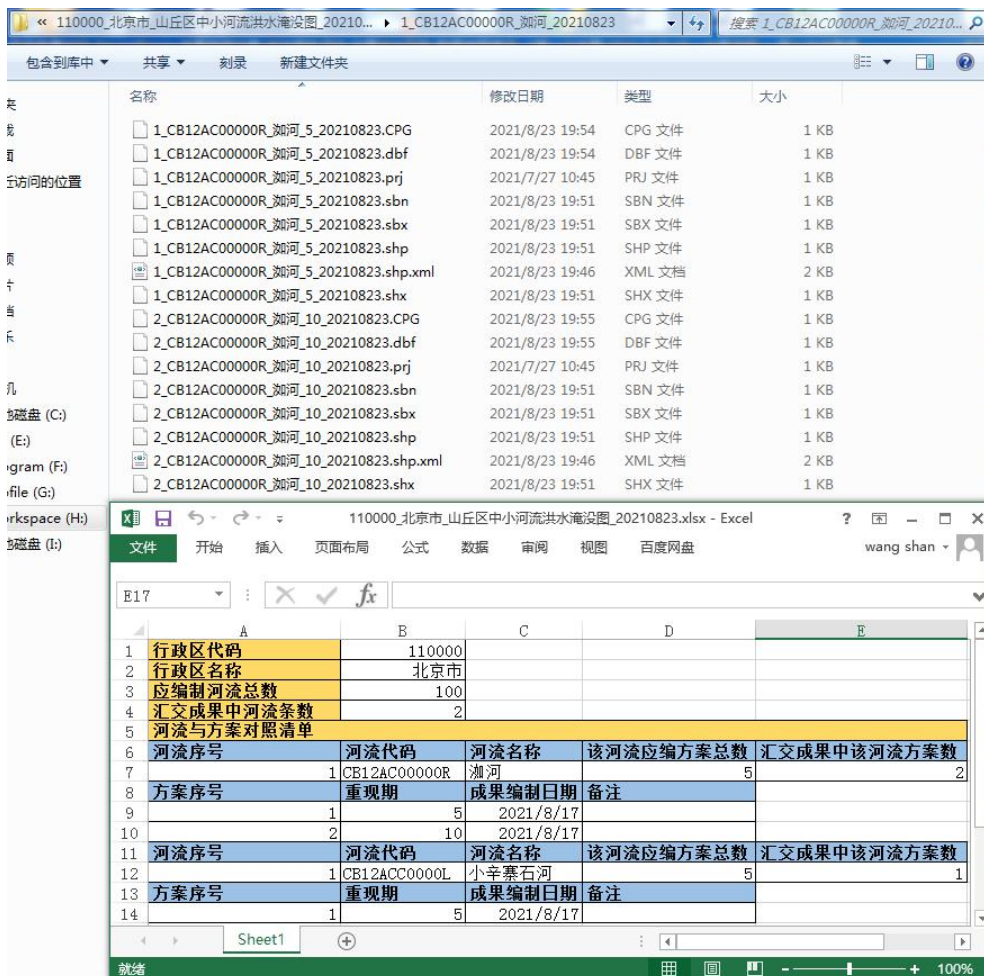 « 110000_北京市_山丘区中小河流洪水淹没图_20210... ▸ 1_CB12AC00000R_泃河_20210823
搜索 1_CB12AC00000R_泃河_20210...
包含到库中 共享 刻录 新建文件夹
名称 修改日期 类型 大小
1_CB12AC00000R_泃河_5_20210823.CPG 2021/8/23 19:54 CPG 文件 1 KB
1_CB12AC00000R_泃河_5_20210823.dbf 2021/8/23 19:54 DBF 文件 1 KB
1_CB12AC00000R_泃河_5_20210823.prj 2021/7/27 10:45 PRJ 文件 1 KB
1_CB12AC00000R_泃河_5_20210823.sbn 2021/8/23 19:51 SBN 文件 1 KB
1_CB12AC00000R_泃河_5_20210823.sbx 2021/8/23 19:51 SBX 文件 1 KB
1_CB12AC00000R_泃河_5_20210823.shp 2021/8/23 19:51 SHP 文件 1 KB
1_CB12AC00000R_泃河_5_20210823.shp.xml 2021/8/23 19:46 XML 文档 2 KB
1_CB12AC00000R_泃河_5_20210823.shx 2021/8/23 19:51 SHX 文件 1 KB
2_CB12AC00000R_泃河_10_20210823.CPG 2021/8/23 19:55 CPG 文件 1 KB
2_CB12AC00000R_泃河_10_20210823.dbf 2021/8/23 19:55 DBF 文件 1 KB
2_CB12AC00000R_泃河_10_20210823.prj 2021/7/27 10:45 PRJ 文件 1 KB
2_CB12AC00000R_泃河_10_20210823.sbn 2021/8/23 19:51 SBN 文件 1 KB
2_CB12AC00000R_泃河_10_20210823.sbx 2021/8/23 19:51 SBX 文件 1 KB
2_CB12AC00000R_泃河_10_20210823.shp 2021/8/23 19:51 SHP 文件 1 KB
2_CB12AC00000R_泃河_10_20210823.shp.xml 2021/8/23 19:46 XML 文档 2 KB
2_CB12AC00000R_泃河_10_20210823.shx 2021/8/23 19:51 SHX 文件 1 KB
访问的位置
磁盘 (C:)
(E:)
ogram (F:)
ofile (G:)
orkspace (H:)
磁盘 (I:)
110000_北京市_山丘区中小河流洪水淹没图_20210823.xlsx - Excel
文件 开始 插入 页面布局 公式 数据 审阅 视图 百度网盘 wang shan
E17 fx
A B C D E
1 行政区代码 110000
2 行政区名称 北京市
3 应编制河流总数 100
4 汇交成果中河流条数 2
5 河流与方案对照清单
6 河流序号 河流代码 河流名称 该河流应编方案总数 汇交成果中该河流方案数
7 1 CB12AC00000R 泃河 5 2
8 方案序号 重现期 成果编制日期 备注
9 1 5 2021/8/17
10 2 10 2021/8/17
11 河流序号 河流代码 河流名称 该河流应编方案总数 汇交成果中该河流方案数
12 1 CB12ACC0000L 小辛寨石河 5 1
13 方案序号 重现期 成果编制日期 备注
14 1 5 2021/8/17
Sheet1
就绪 100%